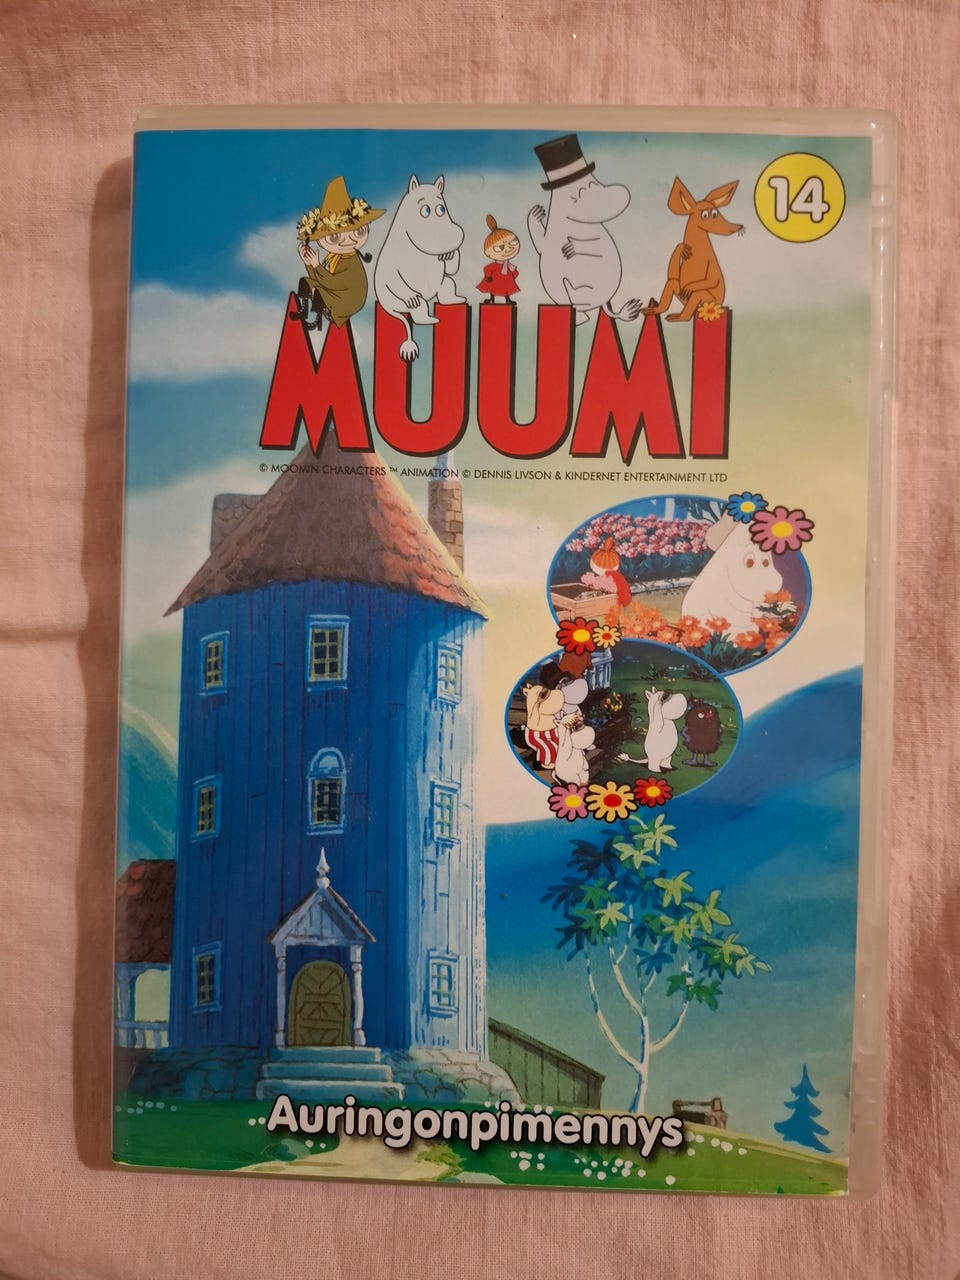 14
MUUMI
© MOOMIN CHARACTERS ™ ANIMATION © DENNIS LIVSON & KINDERNET ENTERTAINMENT LTD
Auringonpimennys